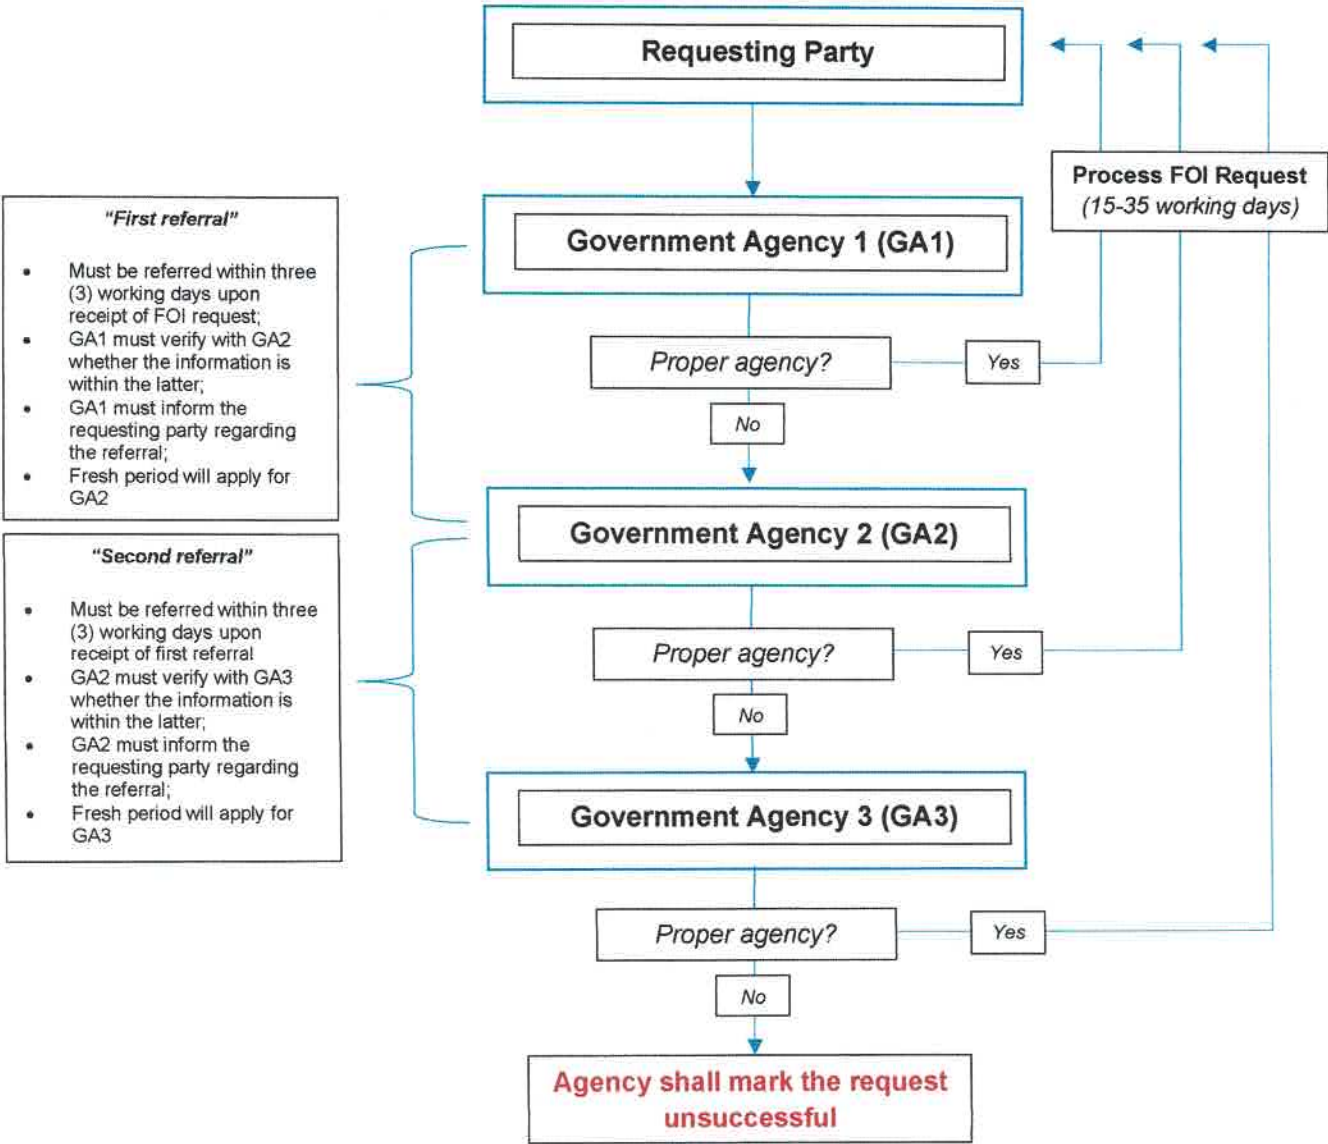 Requesting Party
Process FOI Request
(15-35 working days)
"First referral"
• Must be referred within three
(3) working days upon
receipt of FOI request;
• GA1 must verify with GA2
whether the information is
within the latter;
• GA1 must inform the
requesting party regarding
the referral;
• Fresh period will apply for
GA2
Government Agency 1 (GA1)
Proper agency?
Yes
No
Government Agency 2 (GA2)
"Second referral"
• Must be referred within three
(3) working days upon
receipt of first referral
• GA2 must verify with GA3
whether the information is
within the latter;
• GA2 must inform the
requesting party regarding
the referral;
• Fresh period will apply for
GA3
Proper agency?
Yes
No
Government Agency 3 (GA3)
Proper agency?
Yes
No
Agency shall mark the request
unsuccessful